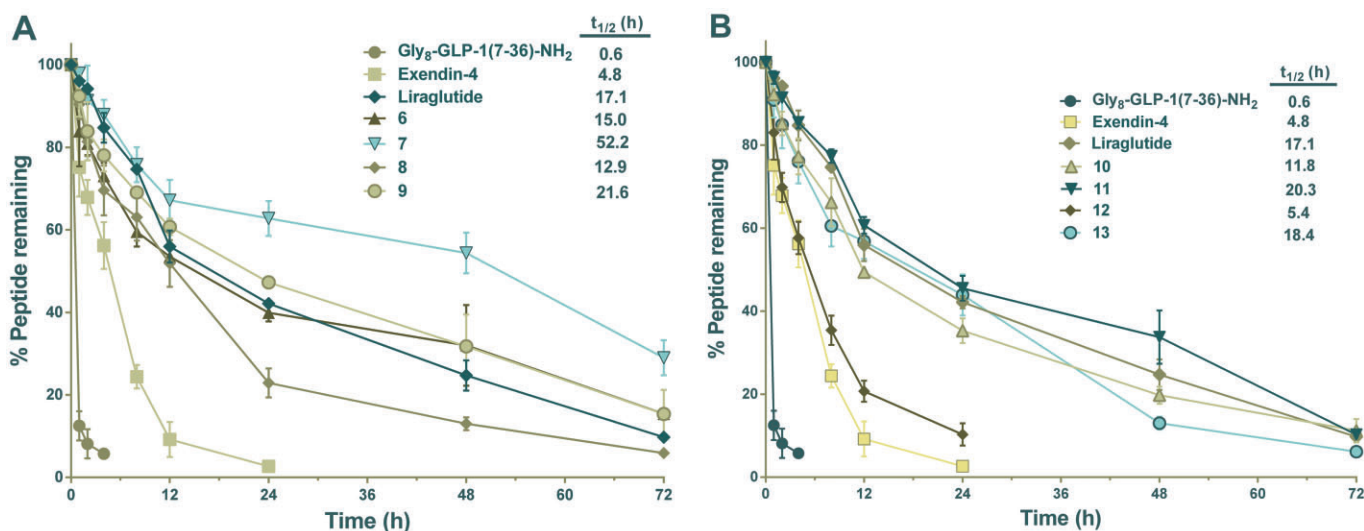 A
t1/2 (h)
Gly8-GLP-1(7-36)-NH2 0.6
Exendin-4 4.8
Liraglutide 17.1
6 15.0
7 52.2
8 12.9
9 21.6
% Peptide remaining
100
80
60
40
20
0
0 12 24 36 48 60 72
Time (h)
B
t1/2 (h)
Gly8-GLP-1(7-36)-NH2 0.6
Exendin-4 4.8
Liraglutide 17.1
10 11.8
11 20.3
12 5.4
13 18.4
% Peptide remaining
100
80
60
40
20
0
0 12 24 36 48 60 72
Time (h)